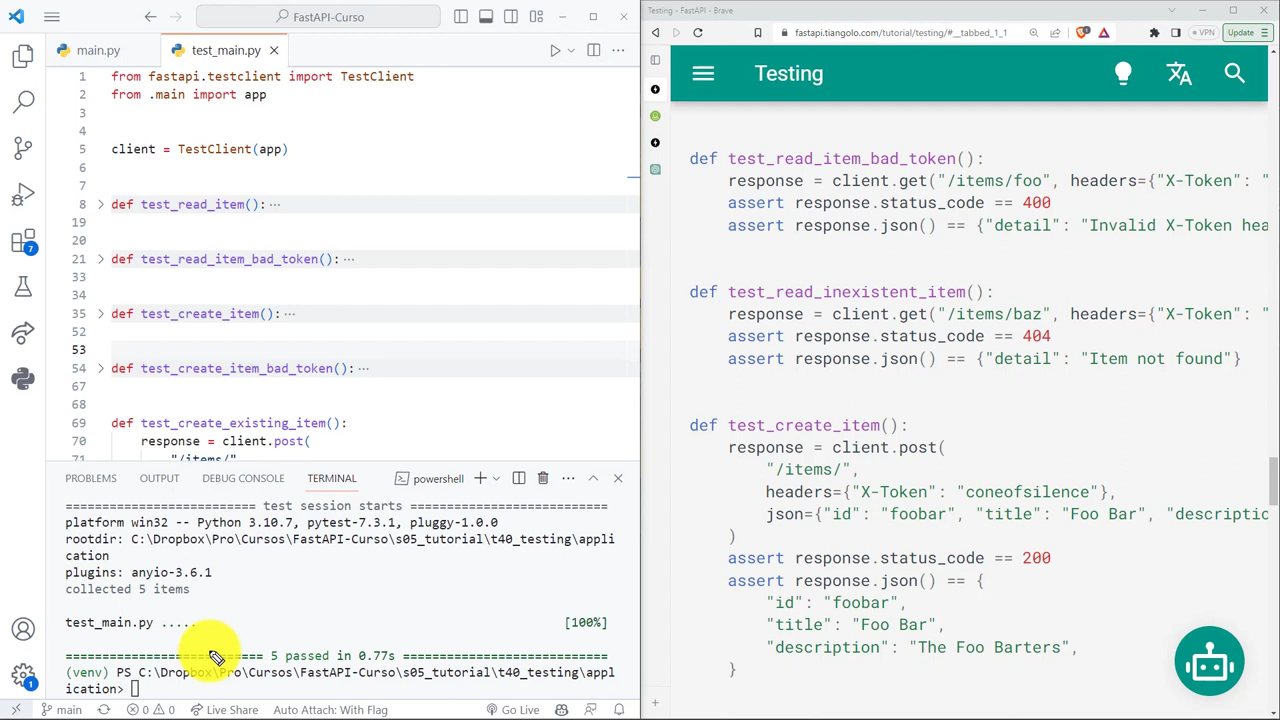 FastAPI-Curso
main.py
test_main.py
1 from fastapi.testclient import TestClient
2 from .main import app
3
4
5 client = TestClient(app)
6
7
8 def test_read_item(): ...
19
20
21 def test_read_item_bad_token(): ...
33
34
35 def test_create_item(): ...
52
53
54 def test_create_item_bad_token(): ...
67
68
69 def test_create_existing_item():
70 response = client.post(
71 "/items/"
7
1
PROBLEMS OUTPUT DEBUG CONSOLE TERMINAL powershell
============================= test session starts =============================
platform win32 -- Python 3.10.7, pytest-7.3.1, pluggy-1.0.0
rootdir: C:\Dropbox\Pro\Cursos\FastAPI-Curso\s05_tutorial\t40_testing\appli
cation
plugins: anyio-3.6.1
collected 5 items
test_main.py ..... [100%]
============================== 5 passed in 0.77s ==============================
(venv) PS C:\Dropbox\Pro\Cursos\FastAPI-Curso\s05_tutorial\t40_testing\appl
ication>
main 0 0 Live Share Auto Attach: With Flag Go Live
Testing - FastAPI - Brave
fastapi.tiangolo.com/tutorial/testing/#__tabbed_1_1
VPN
Update
Testing
def test_read_item_bad_token():
response = client.get("/items/foo", headers={"X-Token": "
assert response.status_code == 400
assert response.json() == {"detail": "Invalid X-Token hea
def test_read_inexistent_item():
response = client.get("/items/baz", headers={"X-Token": "
assert response.status_code == 404
assert response.json() == {"detail": "Item not found"}
def test_create_item():
response = client.post(
"/items/",
headers={"X-Token": "coneofsilence"},
json={"id": "foobar", "title": "Foo Bar", "descriptio
)
assert response.status_code == 200
assert response.json() == {
"id": "foobar",
"title": "Foo Bar",
"description": "The Foo Barters",
}